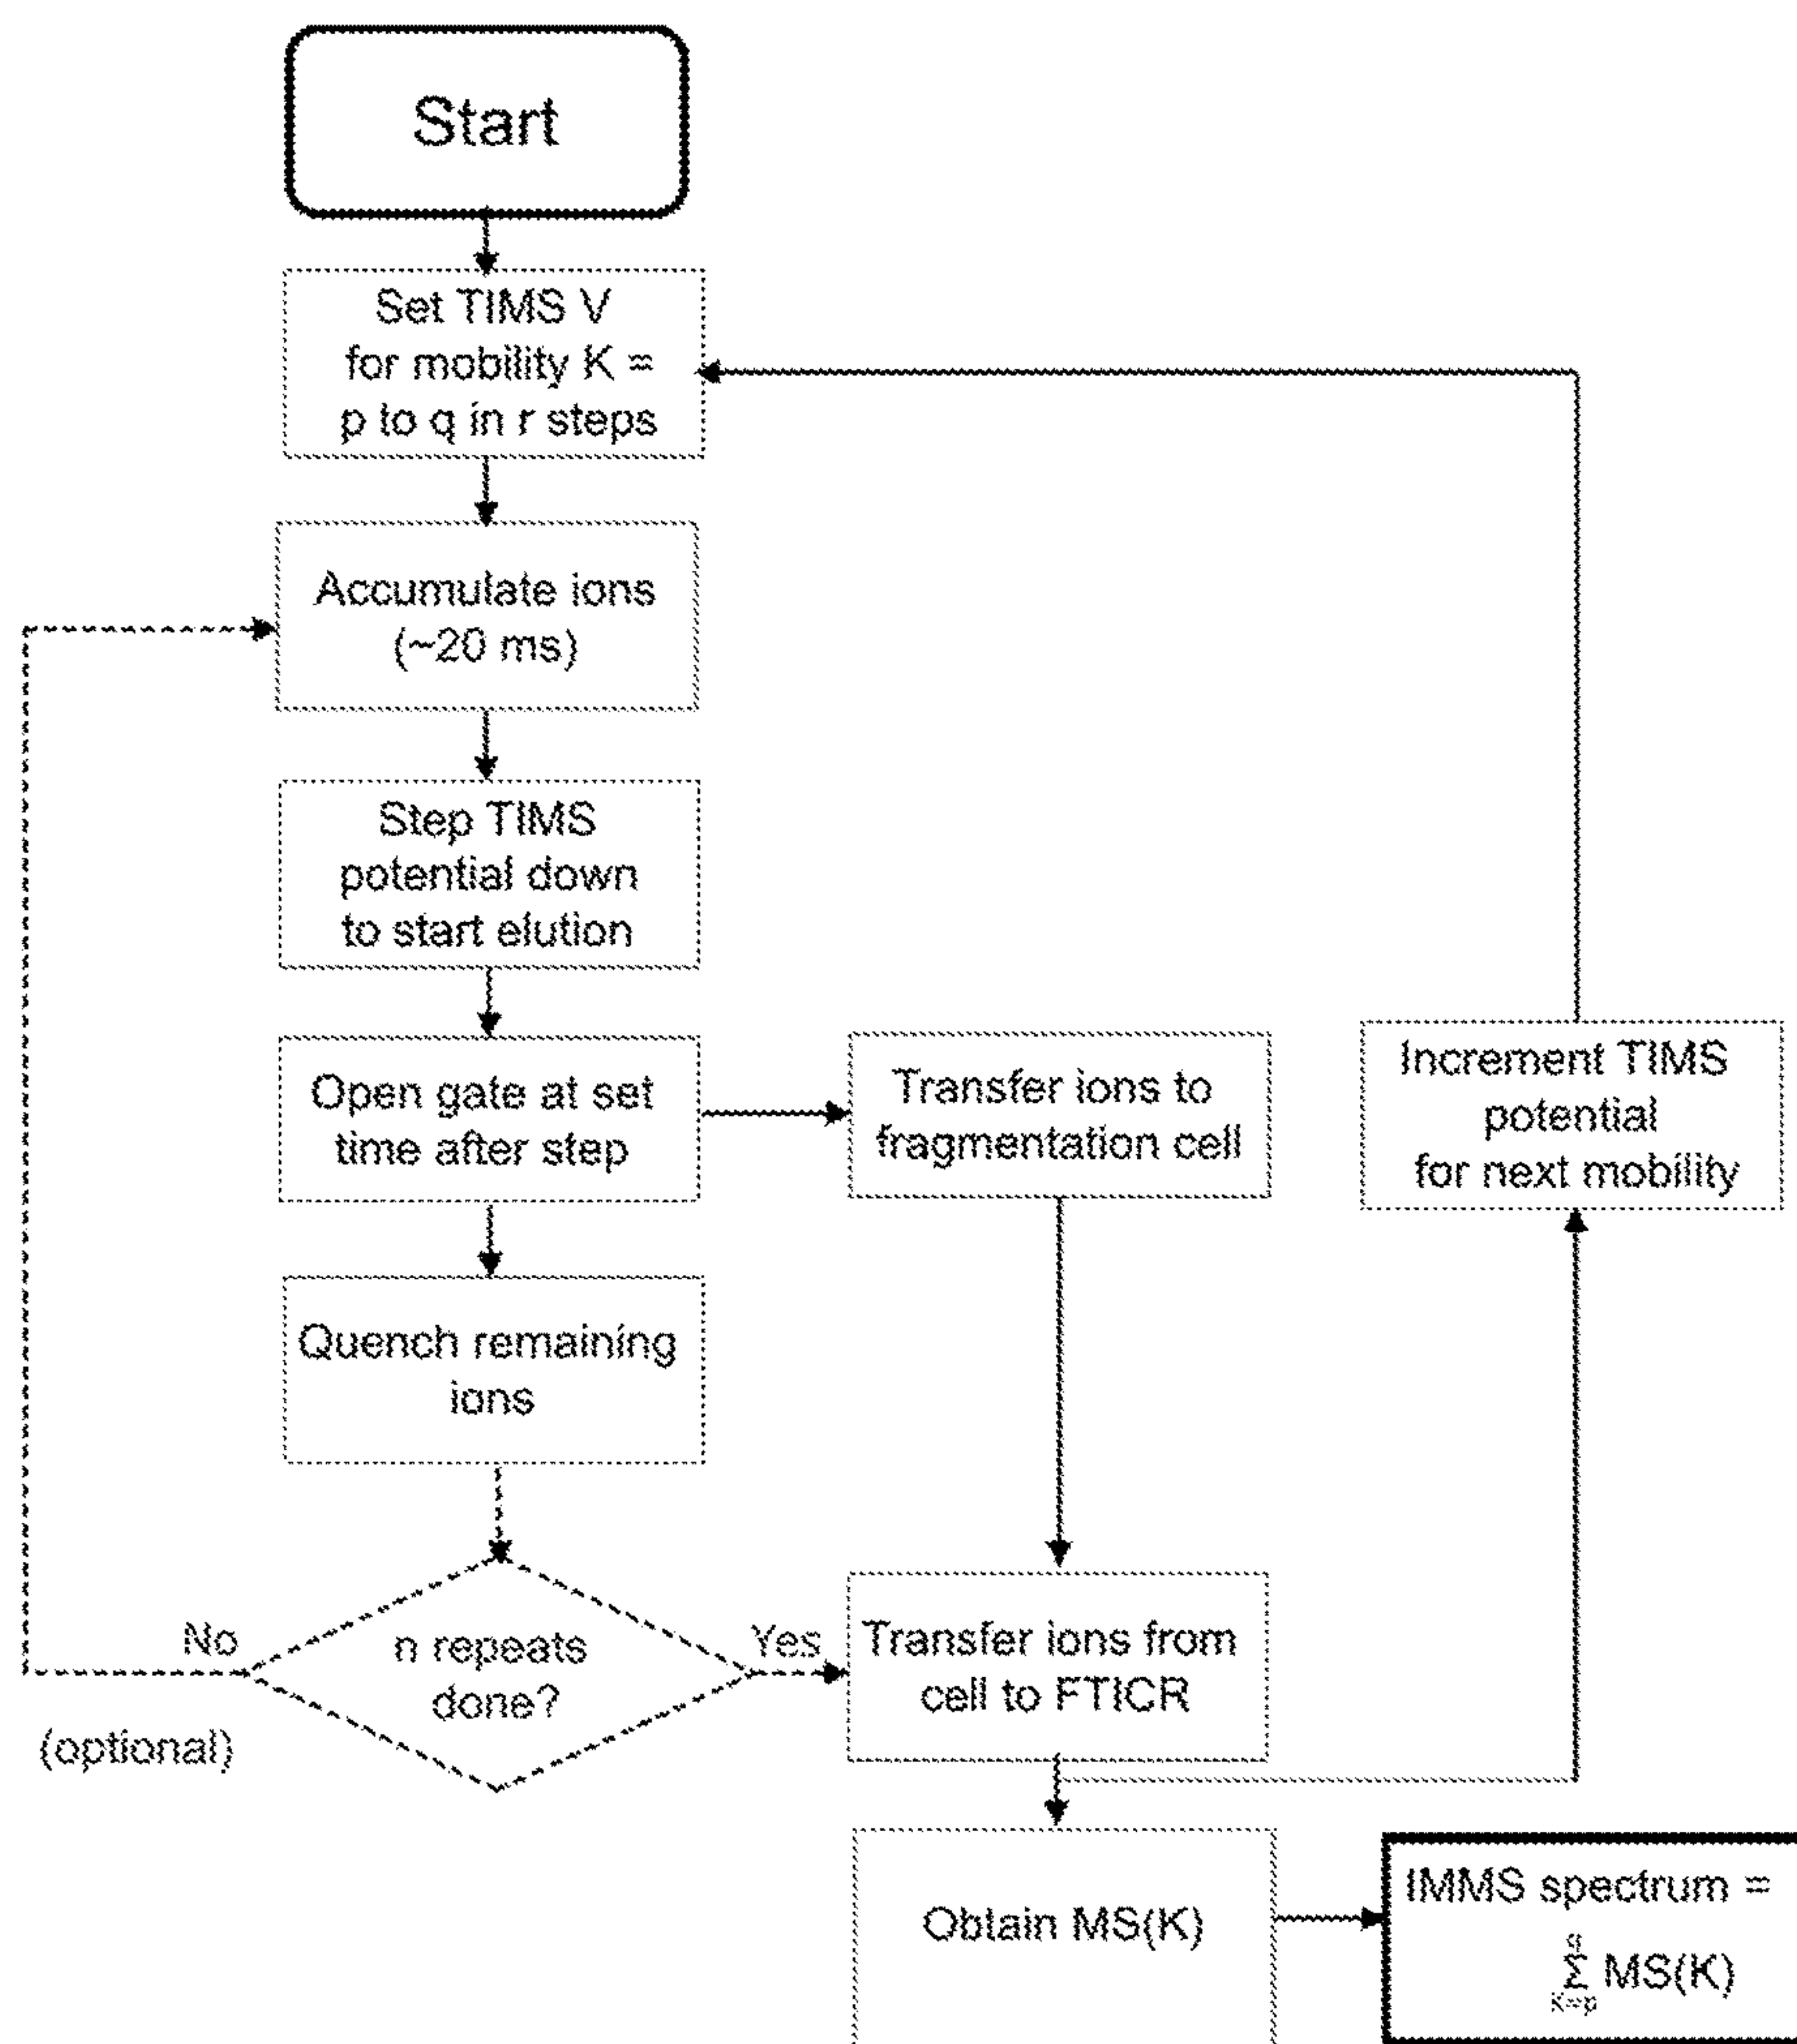 Start
Set TIMS V
for mobility K =
p to q in r steps
Accumulate ions
(~20 ms)
Step TIMS
potential down
to start elution
Open gate at set
time after step
Transfer ions to
fragmentation cell
Increment TIMS
potential
for next mobility
Quench remaining
ions
n repeats
done?
No
(optional)
Yes
Transfer ions from
cell to FTICR
Obtain MS(K)
IMMS spectrum =
q
Σ MS(K)
K=p